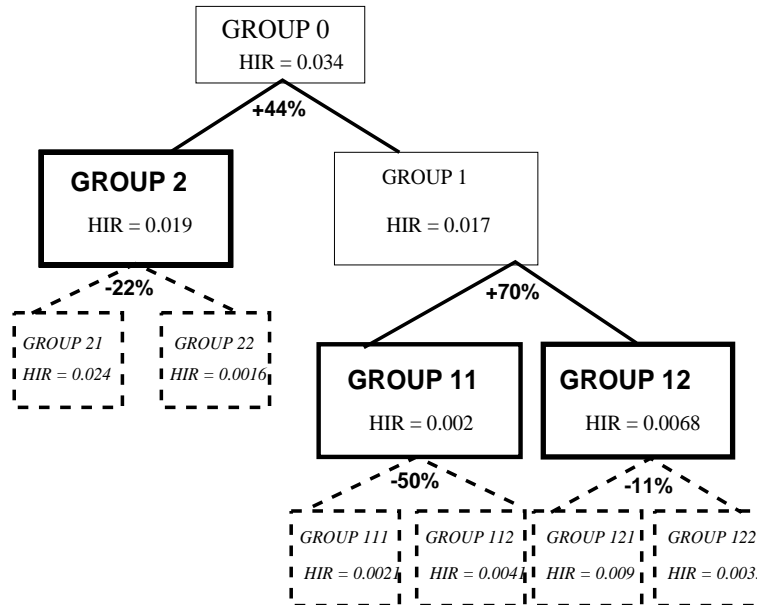 GROUP 0
HIR = 0.034
+44%
GROUP 2
HIR = 0.019
GROUP 1
HIR = 0.017
-22%
+70%
GROUP 21
HIR = 0.024
GROUP 22
HIR = 0.0016
GROUP 11
HIR = 0.002
GROUP 12
HIR = 0.0068
-50%
-11%
GROUP 111
HIR = 0.0021
GROUP 112
HIR = 0.0041
GROUP 121
HIR = 0.009
GROUP 122
HIR = 0.003